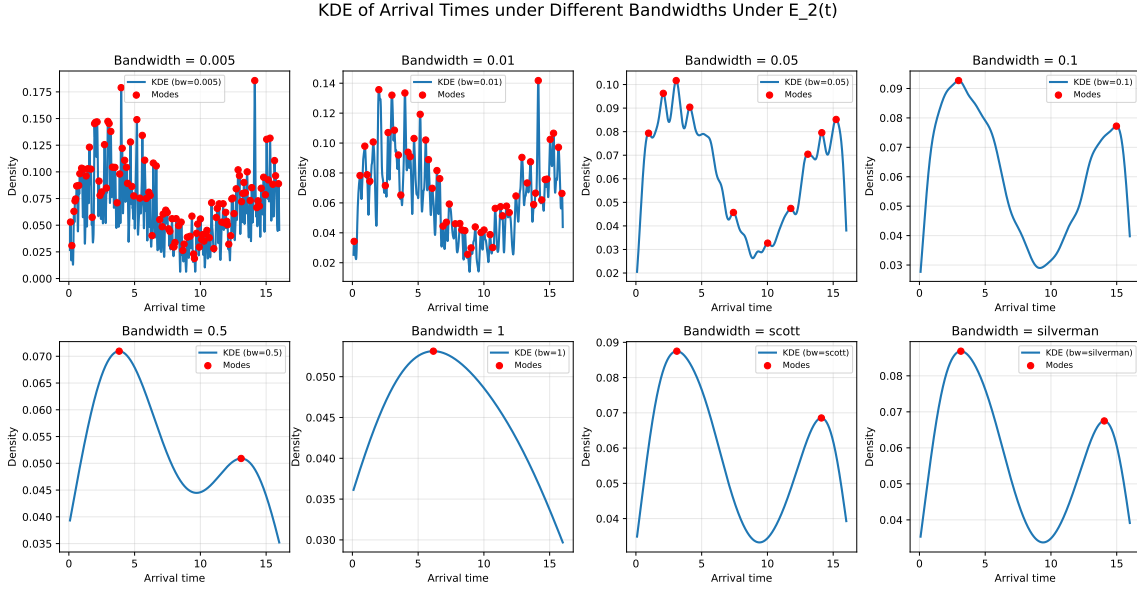 KDE of Arrival Times under Different Bandwidths Under E_2(t)
Bandwidth = 0.005
KDE (bw=0.005)
Modes
0.175
0.150
0.125
0.100
0.075
0.050
0.025
0.000
Density
0 5 10 15
Arrival time
Bandwidth = 0.01
KDE (bw=0.01)
Modes
0.14
0.12
0.10
0.08
0.06
0.04
0.02
Density
0 5 10 15
Arrival time
Bandwidth = 0.05
KDE (bw=0.05)
Modes
0.10
0.09
0.08
0.07
0.06
0.05
0.04
0.03
0.02
Density
0 5 10 15
Arrival time
Bandwidth = 0.1
KDE (bw=0.1)
Modes
0.09
0.08
0.07
0.06
0.05
0.04
0.03
Density
0 5 10 15
Arrival time
Bandwidth = 0.5
KDE (bw=0.5)
Modes
0.070
0.065
0.060
0.055
0.050
0.045
0.040
0.035
Density
0 5 10 15
Arrival time
Bandwidth = 1
KDE (bw=1)
Modes
0.050
0.045
0.040
0.035
0.030
Density
0 5 10 15
Arrival time
Bandwidth = scott
KDE (bw=scott)
Modes
0.09
0.08
0.07
0.06
0.05
0.04
Density
0 5 10 15
Arrival time
Bandwidth = silverman
KDE (bw=silverman)
Modes
0.08
0.07
0.06
0.05
0.04
Density
0 5 10 15
Arrival time